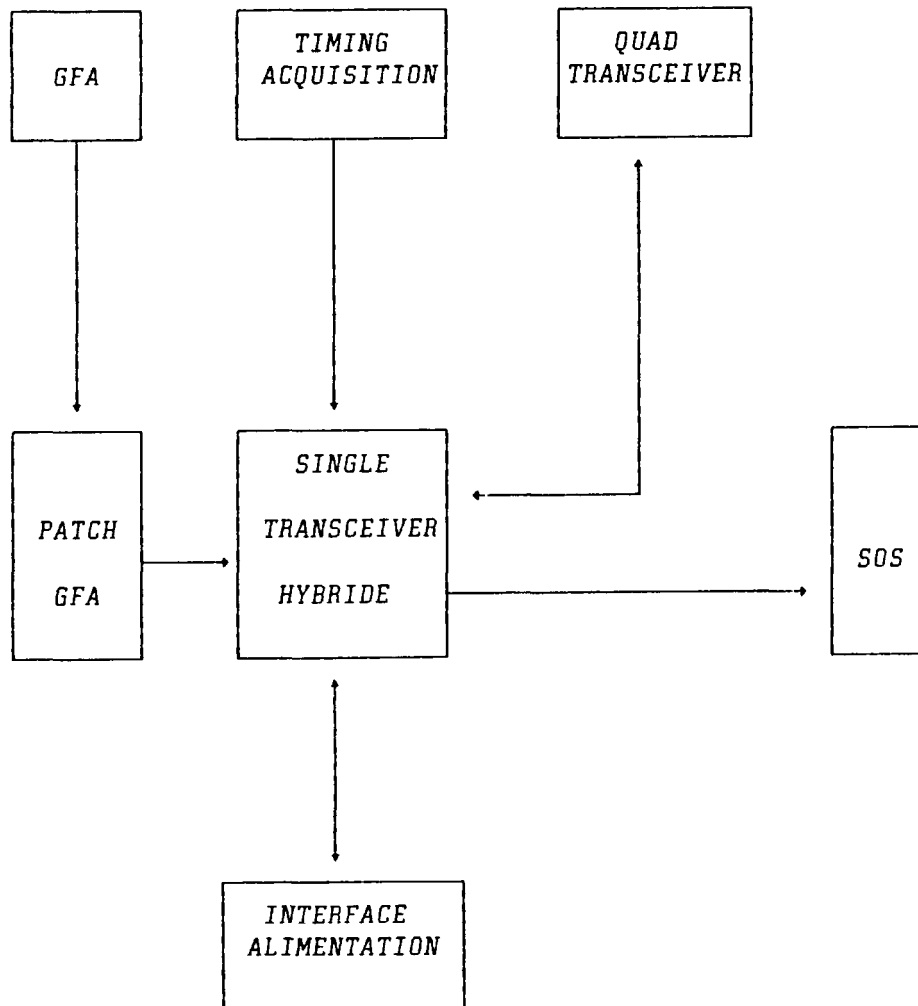 GFA
TIMING
ACQUISITION
QUAD
TRANSCEIVER
PATCH
GFA
SINGLE
TRANSCEIVER
HYBRIDE
SOS
INTERFACE
ALIMENTATION